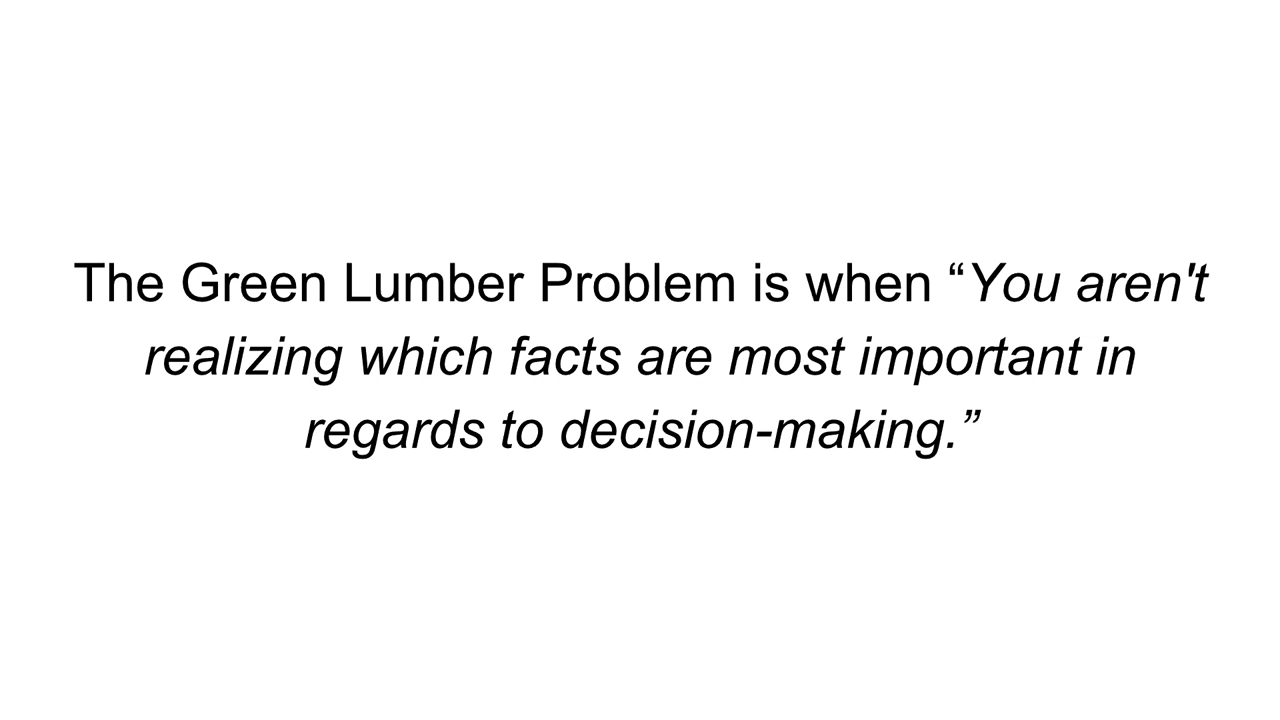 The Green Lumber Problem is when “You aren't
realizing which facts are most important in
regards to decision-making.”